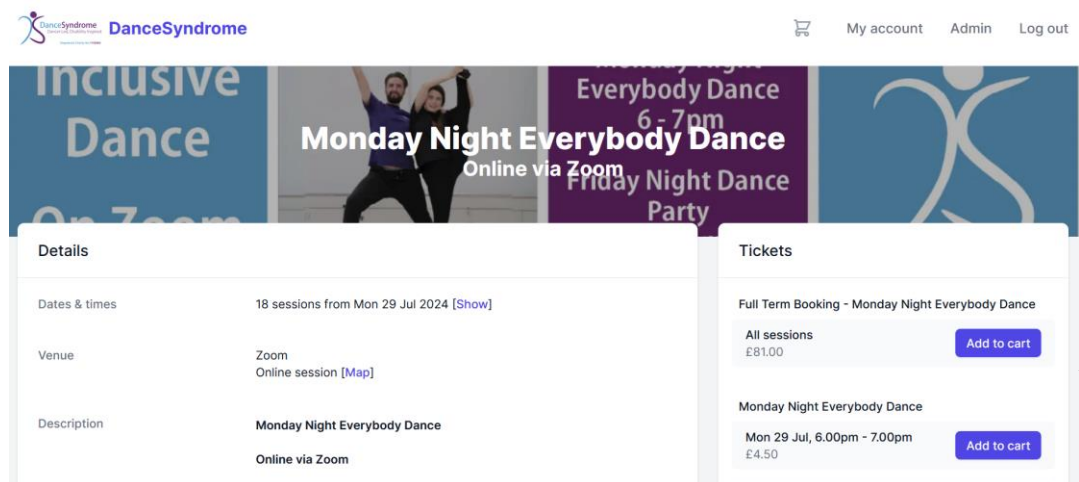 DanceSyndrome
DanceSyndrome
My account
Admin
Log out
Inclusive
Dance
On Zoom
Monday Night
Everybody Dance
6 - 7pm
Friday Night Dance
Party
Monday Night Everybody Dance
Online via Zoom
Details
Dates & times
18 sessions from Mon 29 Jul 2024 [Show]
Venue
Zoom
Online session [Map]
Description
Monday Night Everybody Dance
Online via Zoom
Tickets
Full Term Booking - Monday Night Everybody Dance
All sessions
£81.00
Add to cart
Monday Night Everybody Dance
Mon 29 Jul, 6.00pm - 7.00pm
£4.50
Add to cart